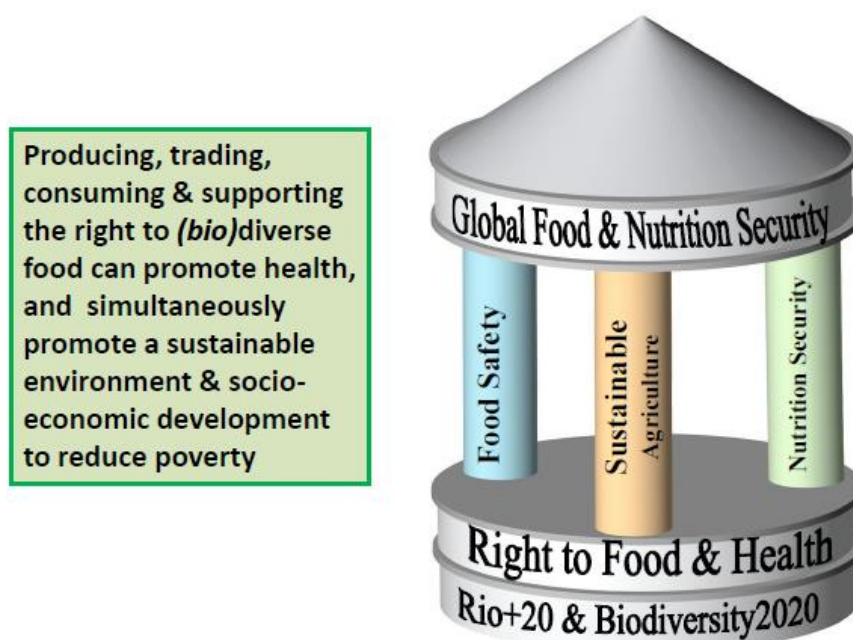 Producing, trading,
consuming & supporting
the right to (bio)diverse
food can promote health,
and simultaneously
promote a sustainable
environment & socio-
economic development
to reduce poverty
Global Food & Nutrition Security
Food Safety
Sustainable
Agriculture
Nutrition Security
Right to Food & Health
Rio+20 & Biodiversity2020